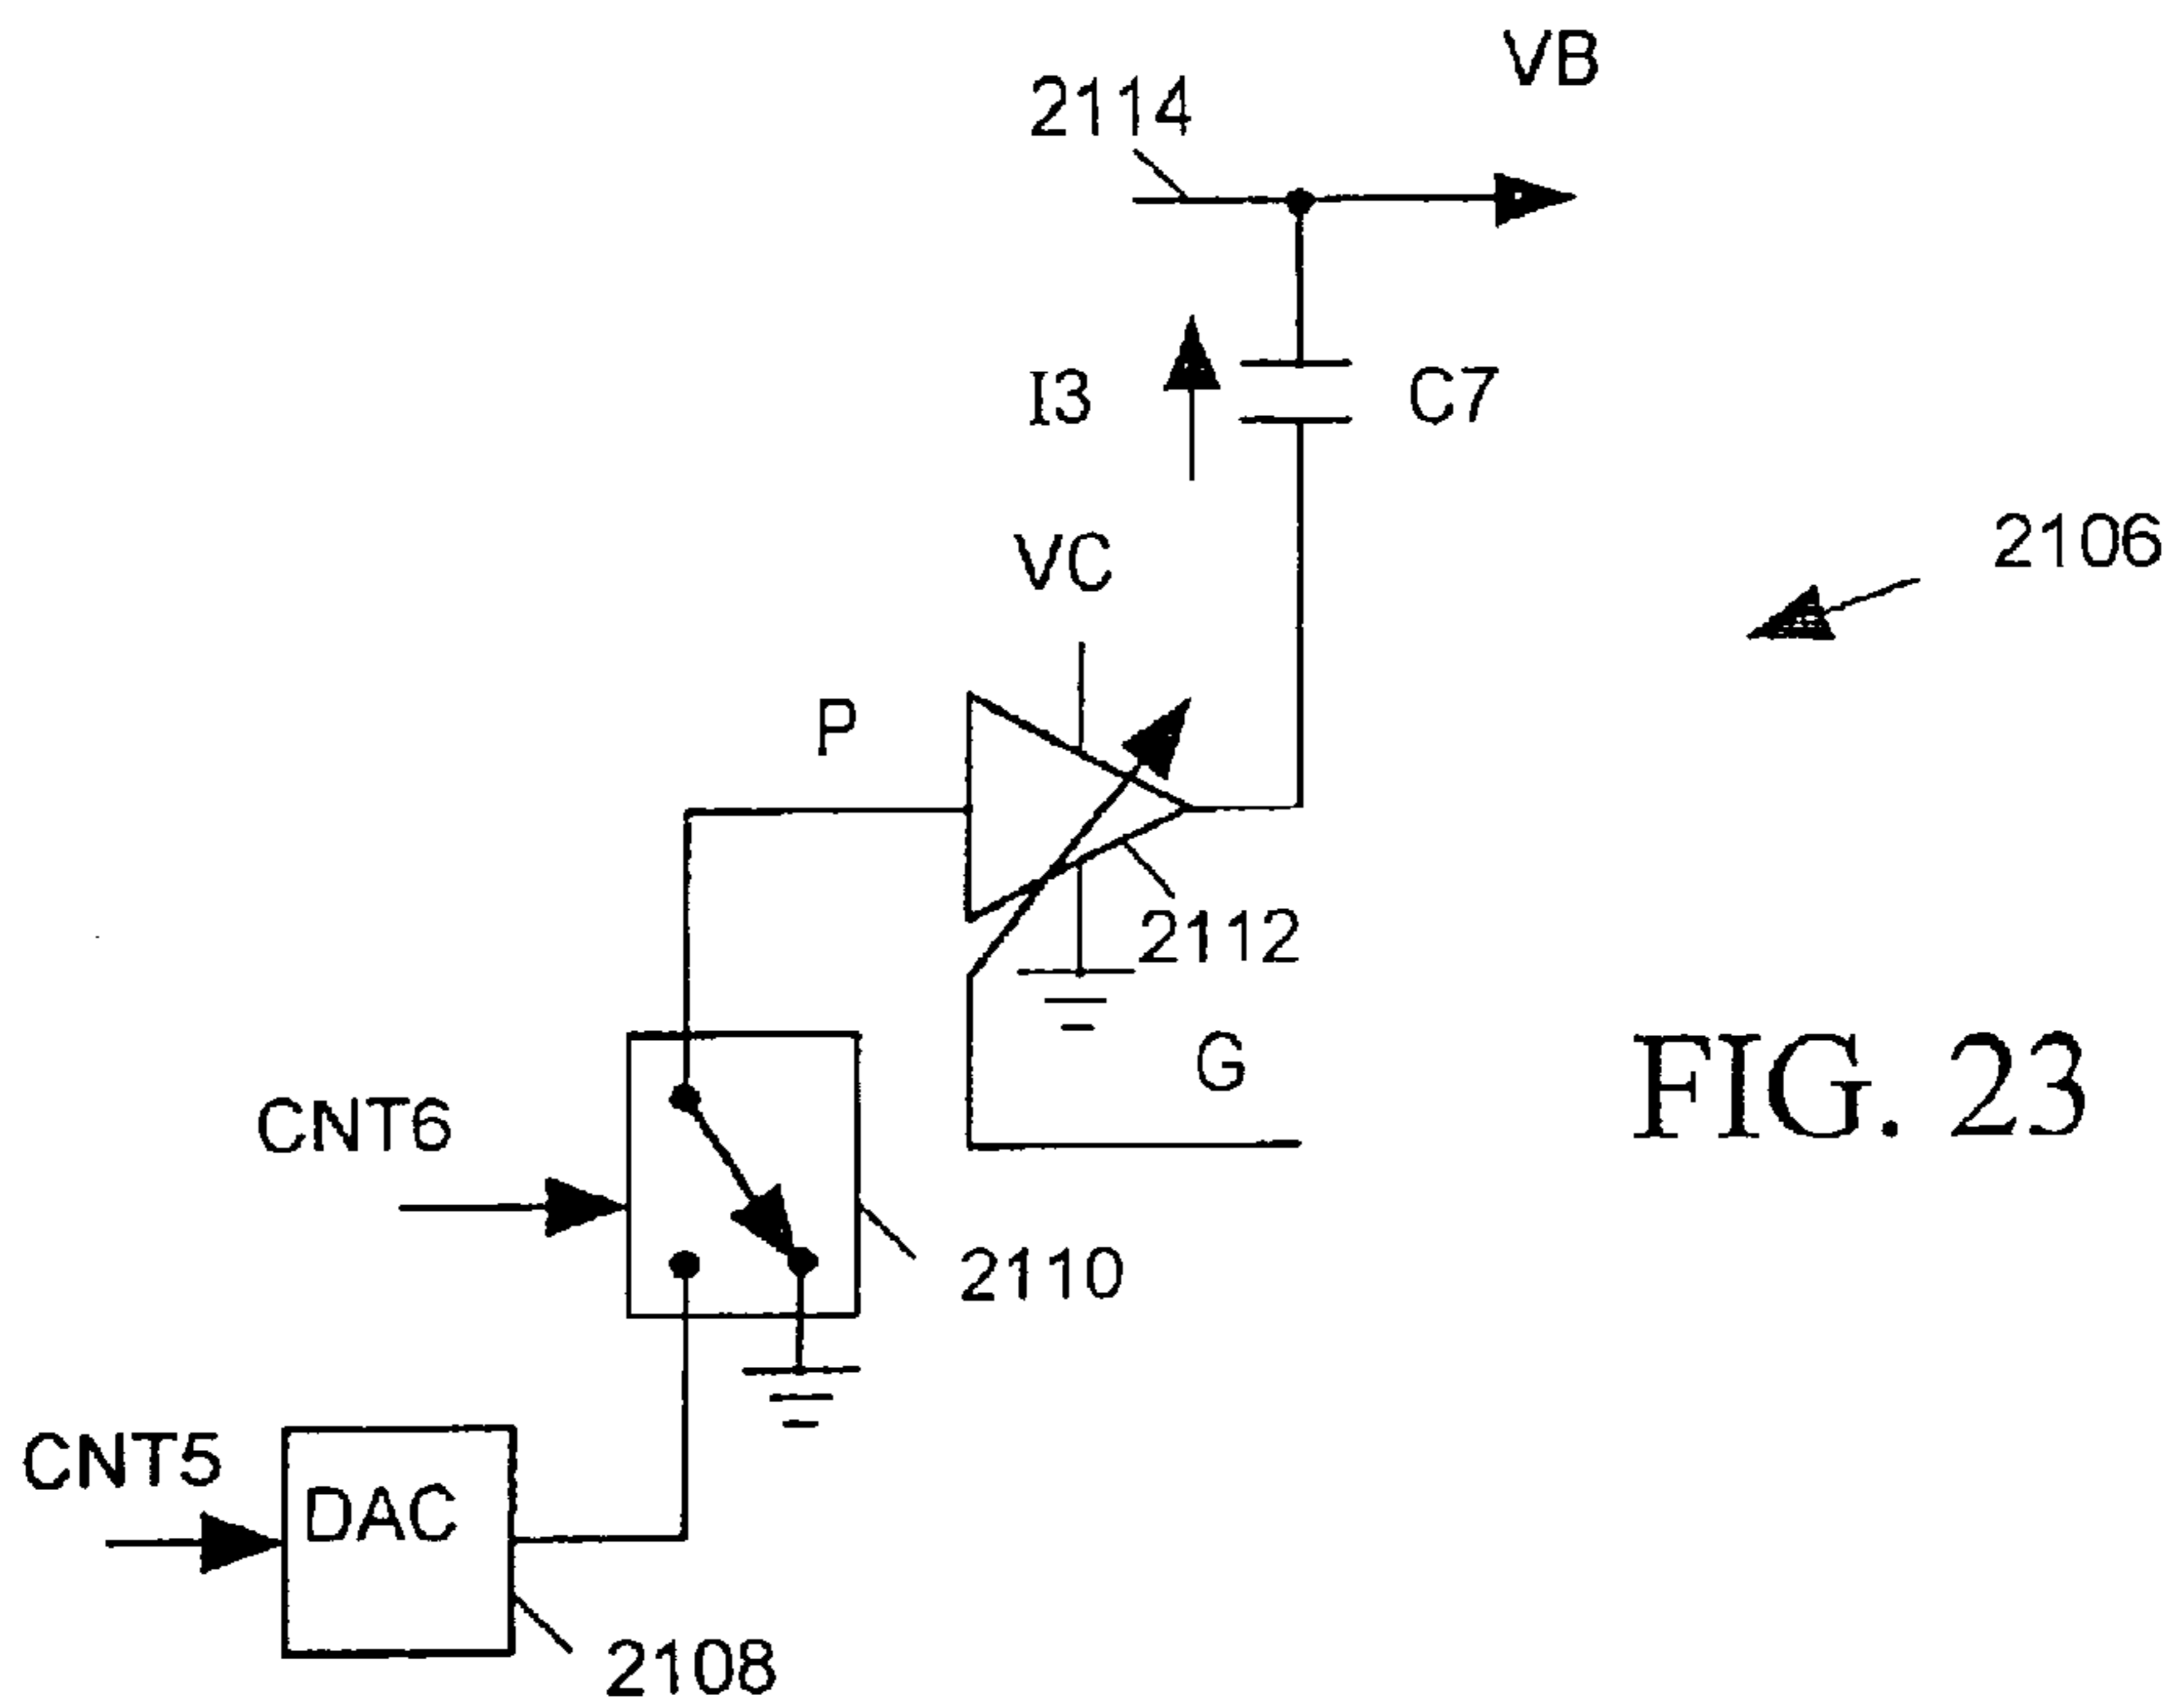 VB
2114
I3
C7
VC
2106
P
2112
G
FIG. 23
CNT6
2110
CNT5
DAC
2108